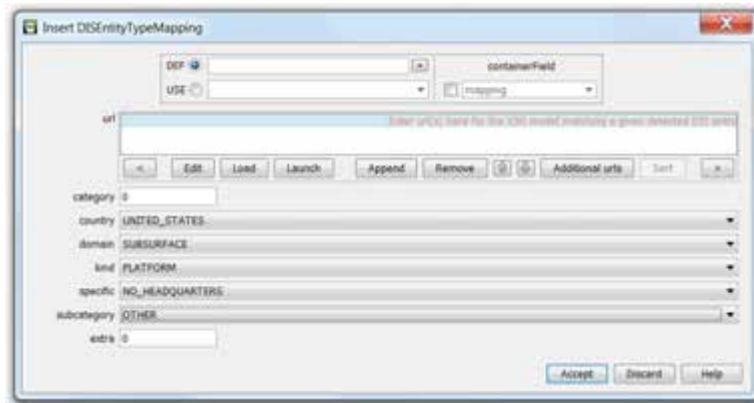 Insert DISEntityTypeMapping
DEF
containerField
USE
mapping
url
Enter url(s) here for the X3D model matching a given detected DIS entity
< Edit Load Launch Append Remove Additional urls Sort >
category 0
country UNITED_STATES
domain SUBSURFACE
kind PLATFORM
specific NO_HEADQUARTERS
subcategory OTHER
extra 0
Accept Discard Help